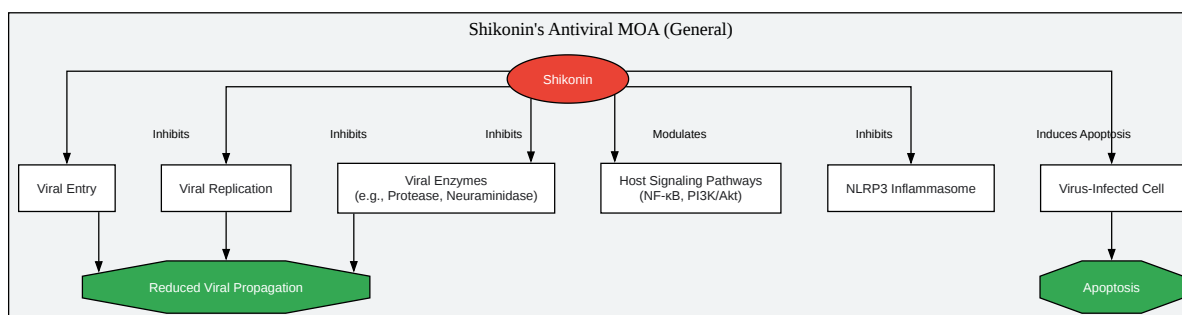 Shikonin's Antiviral MOA (General)
Shikonin
Inhibits
Inhibits
Inhibits
Modulates
Inhibits
Induces Apoptosis
Viral Entry
Viral Replication
Viral Enzymes
(e.g., Protease, Neuraminidase)
Host Signaling Pathways
(NF-κB, PI3K/Akt)
NLRP3 Inflammasome
Virus-Infected Cell
Reduced Viral Propagation
Apoptosis